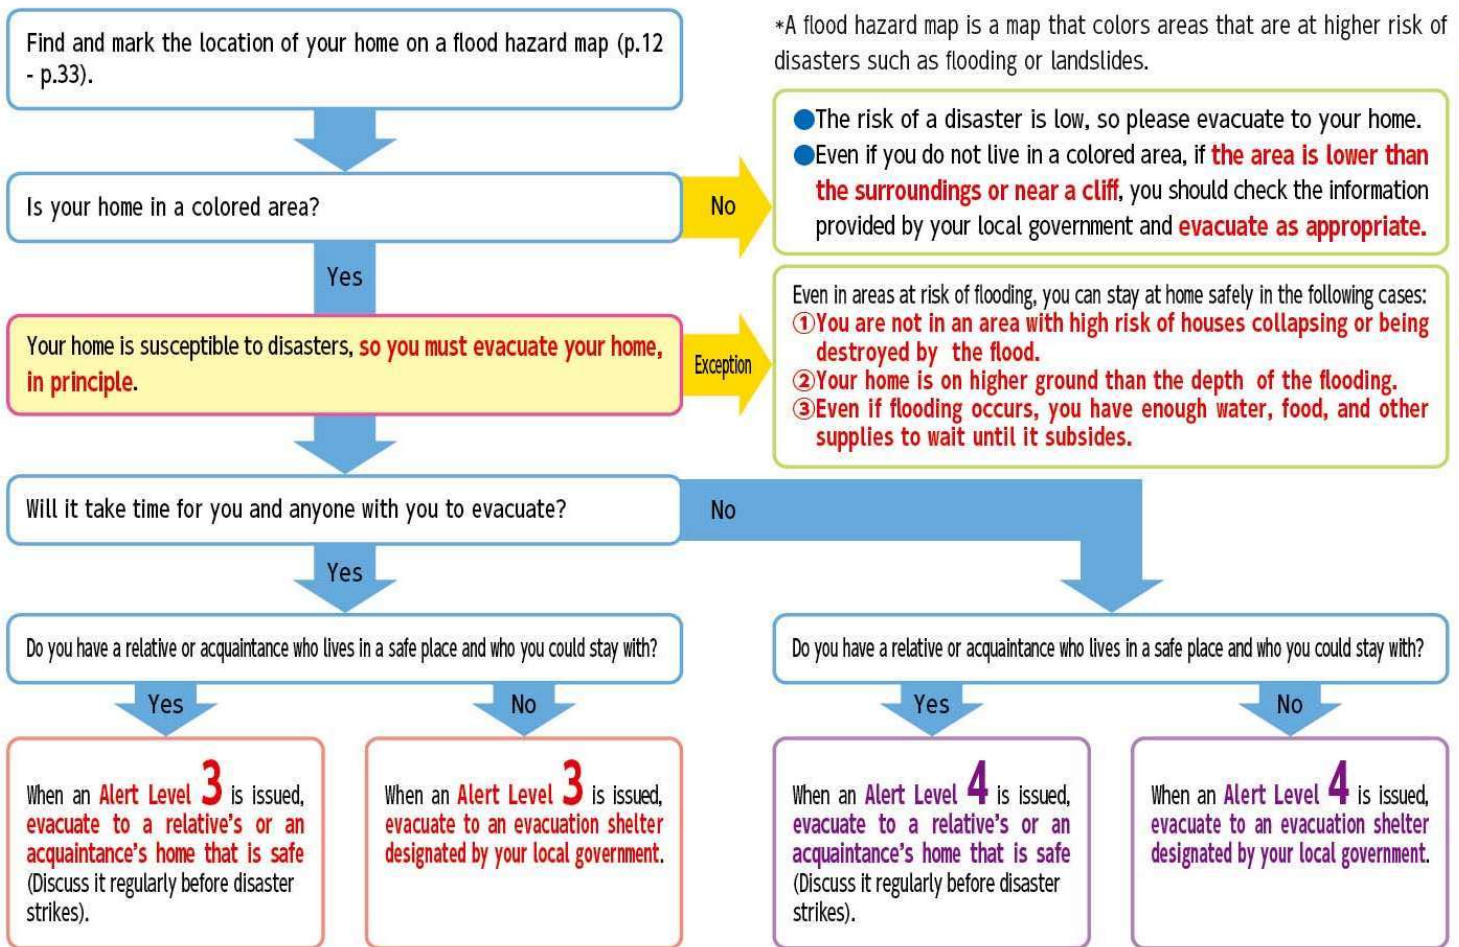 Find and mark the location of your home on a flood hazard map (p.12
- p.33).
*A flood hazard map is a map that colors areas that are at higher risk of
disasters such as flooding or landslides.
Is your home in a colored area?
No
●The risk of a disaster is low, so please evacuate to your home.
●Even if you do not live in a colored area, if the area is lower than
the surroundings or near a cliff, you should check the information
provided by your local government and evacuate as appropriate.
Yes
Your home is susceptible to disasters, so you must evacuate your home,
in principle.
Exception
Even in areas at risk of flooding, you can stay at home safely in the following cases:
①You are not in an area with high risk of houses collapsing or being
destroyed by the flood.
②Your home is on higher ground than the depth of the flooding.
③Even if flooding occurs, you have enough water, food, and other
supplies to wait until it subsides.
Will it take time for you and anyone with you to evacuate?
No
Yes
Do you have a relative or acquaintance who lives in a safe place and who you could stay with?
Yes
No
When an Alert Level 3 is issued,
evacuate to a relative's or an
acquaintance's home that is safe
(Discuss it regularly before disaster
strikes).
When an Alert Level 3 is issued,
evacuate to an evacuation shelter
designated by your local government.
Do you have a relative or acquaintance who lives in a safe place and who you could stay with?
Yes
No
When an Alert Level 4 is issued,
evacuate to a relative's or an
acquaintance's home that is safe
(Discuss it regularly before disaster
strikes).
When an Alert Level 4 is issued,
evacuate to an evacuation shelter
designated by your local government.